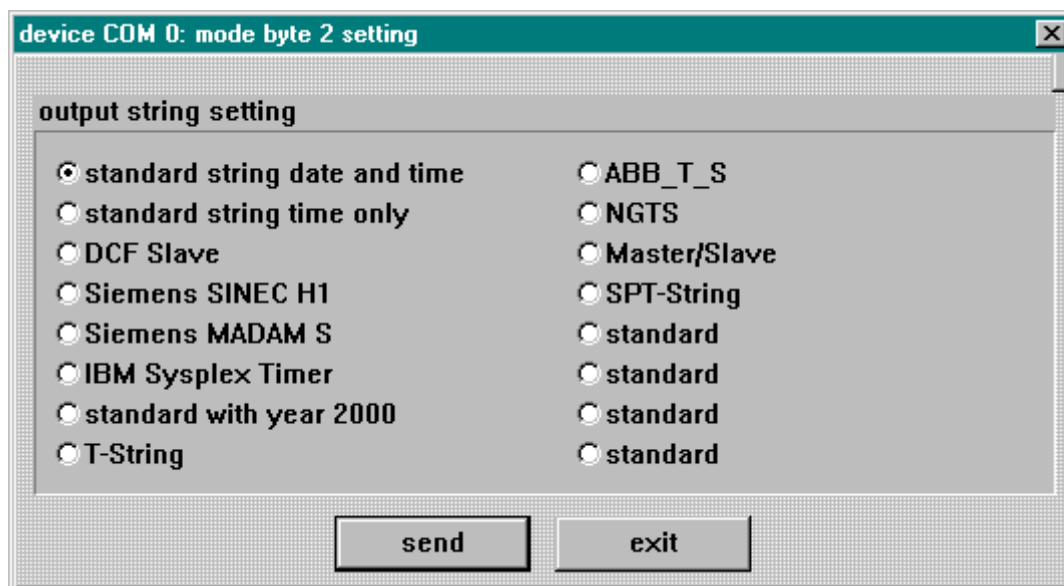 device COM 0: mode byte 2 setting
output string setting
standard string date and time
standard string time only
DCF Slave
Siemens SINEC H1
Siemens MADAM S
IBM Sysplex Timer
standard with year 2000
T-String
ABB_T_S
NGTS
Master/Slave
SPT-String
standard
standard
standard
standard
send
exit